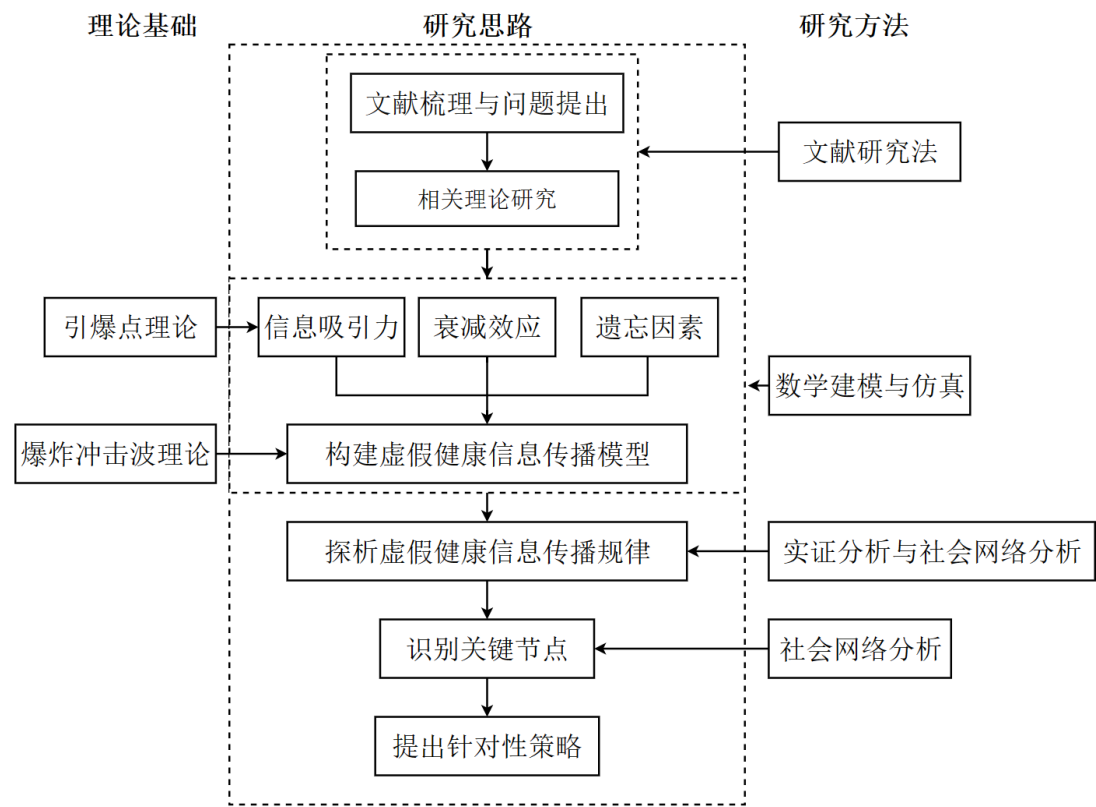 理论基础
研究思路
研究方法
文献梳理与问题提出
文献研究法
相关理论研究
引爆点理论
信息吸引力
衰减效应
遗忘因素
数学建模与仿真
爆炸冲击波理论
构建虚假健康信息传播模型
探析虚假健康信息传播规律
实证分析与社会网络分析
识别关键节点
社会网络分析
提出针对性策略